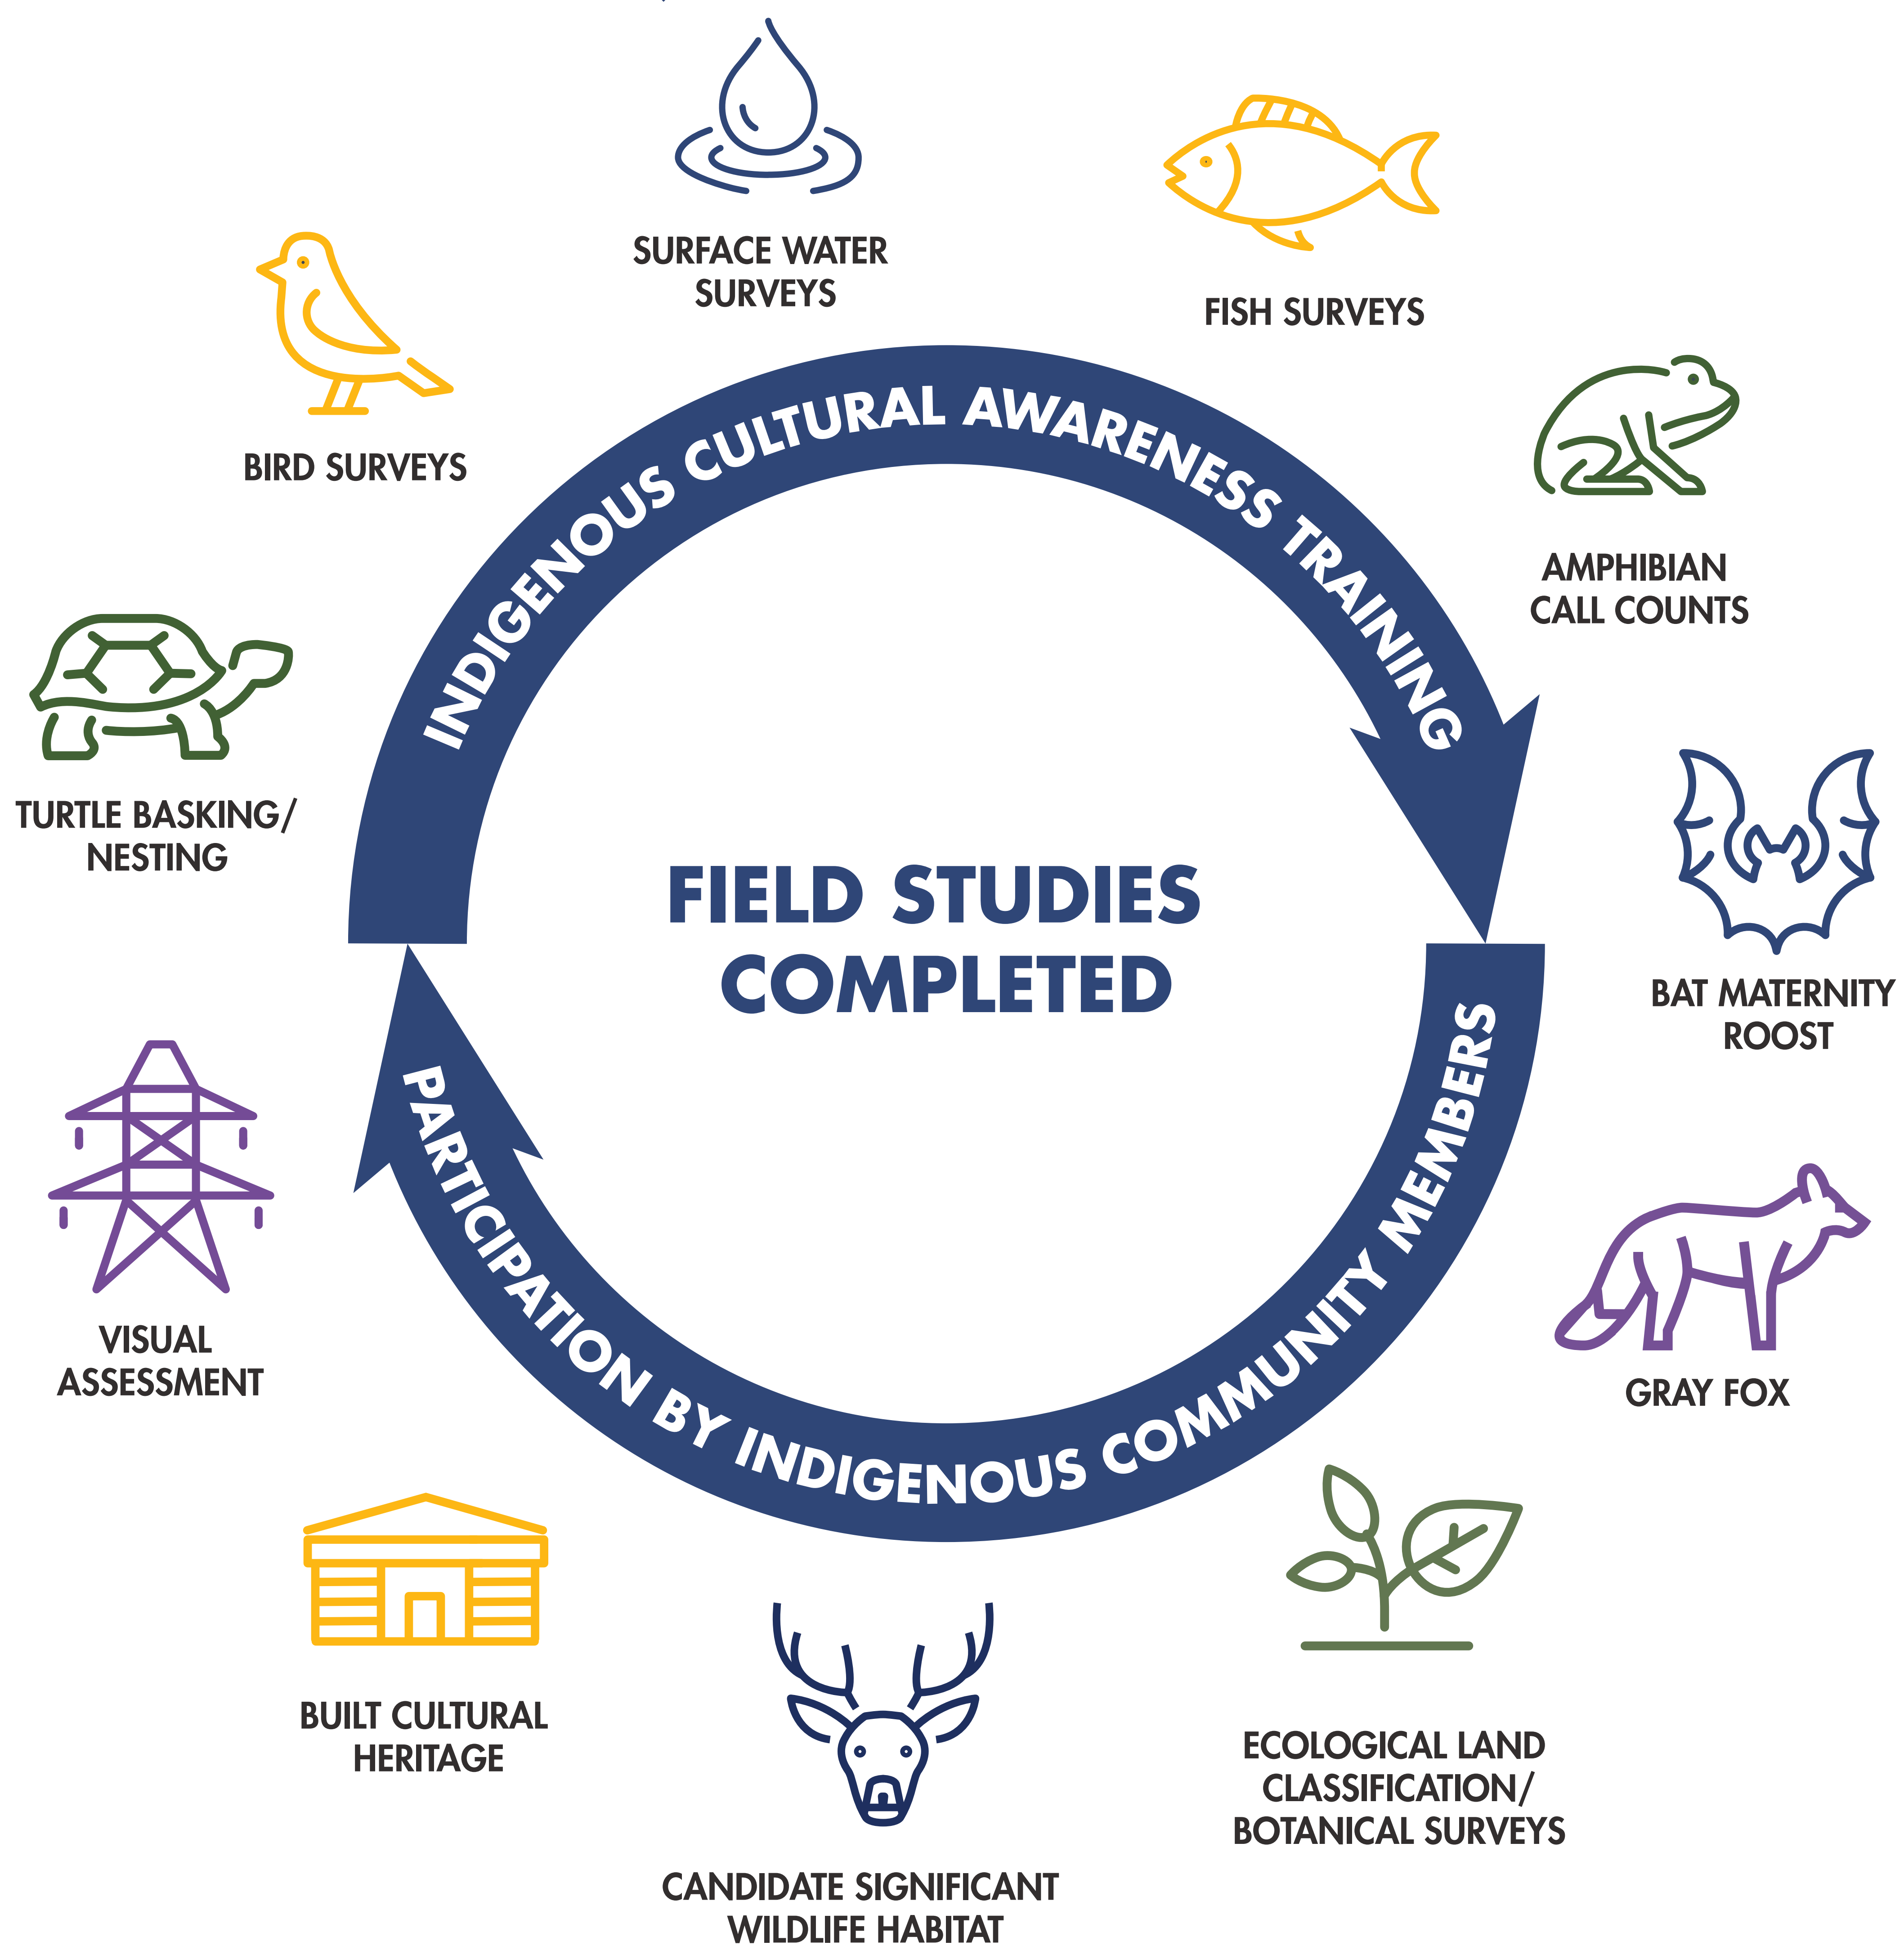 SURFACE WATER
SURVEYS
FISH SURVEYS
BIRD SURVEYS
INDIGENOUS CULTURAL AWARENESS TRAINING
AMPHIBIAN
CALL COUNTS
TURTLE BASKING/
NESTING
FIELD STUDIES
COMPLETED
BAT MATERNITY
ROOST
PARTICIPATION BY INDIGENOUS COMMUNITY MEMBERS
VISUAL
ASSESSMENT
GRAY FOX
BUILT CULTURAL
HERITAGE
ECOLOGICAL LAND
CLASSIFICATION/
BOTANICAL SURVEYS
CANDIDATE SIGNIFICANT
WILDLIFE HABITAT